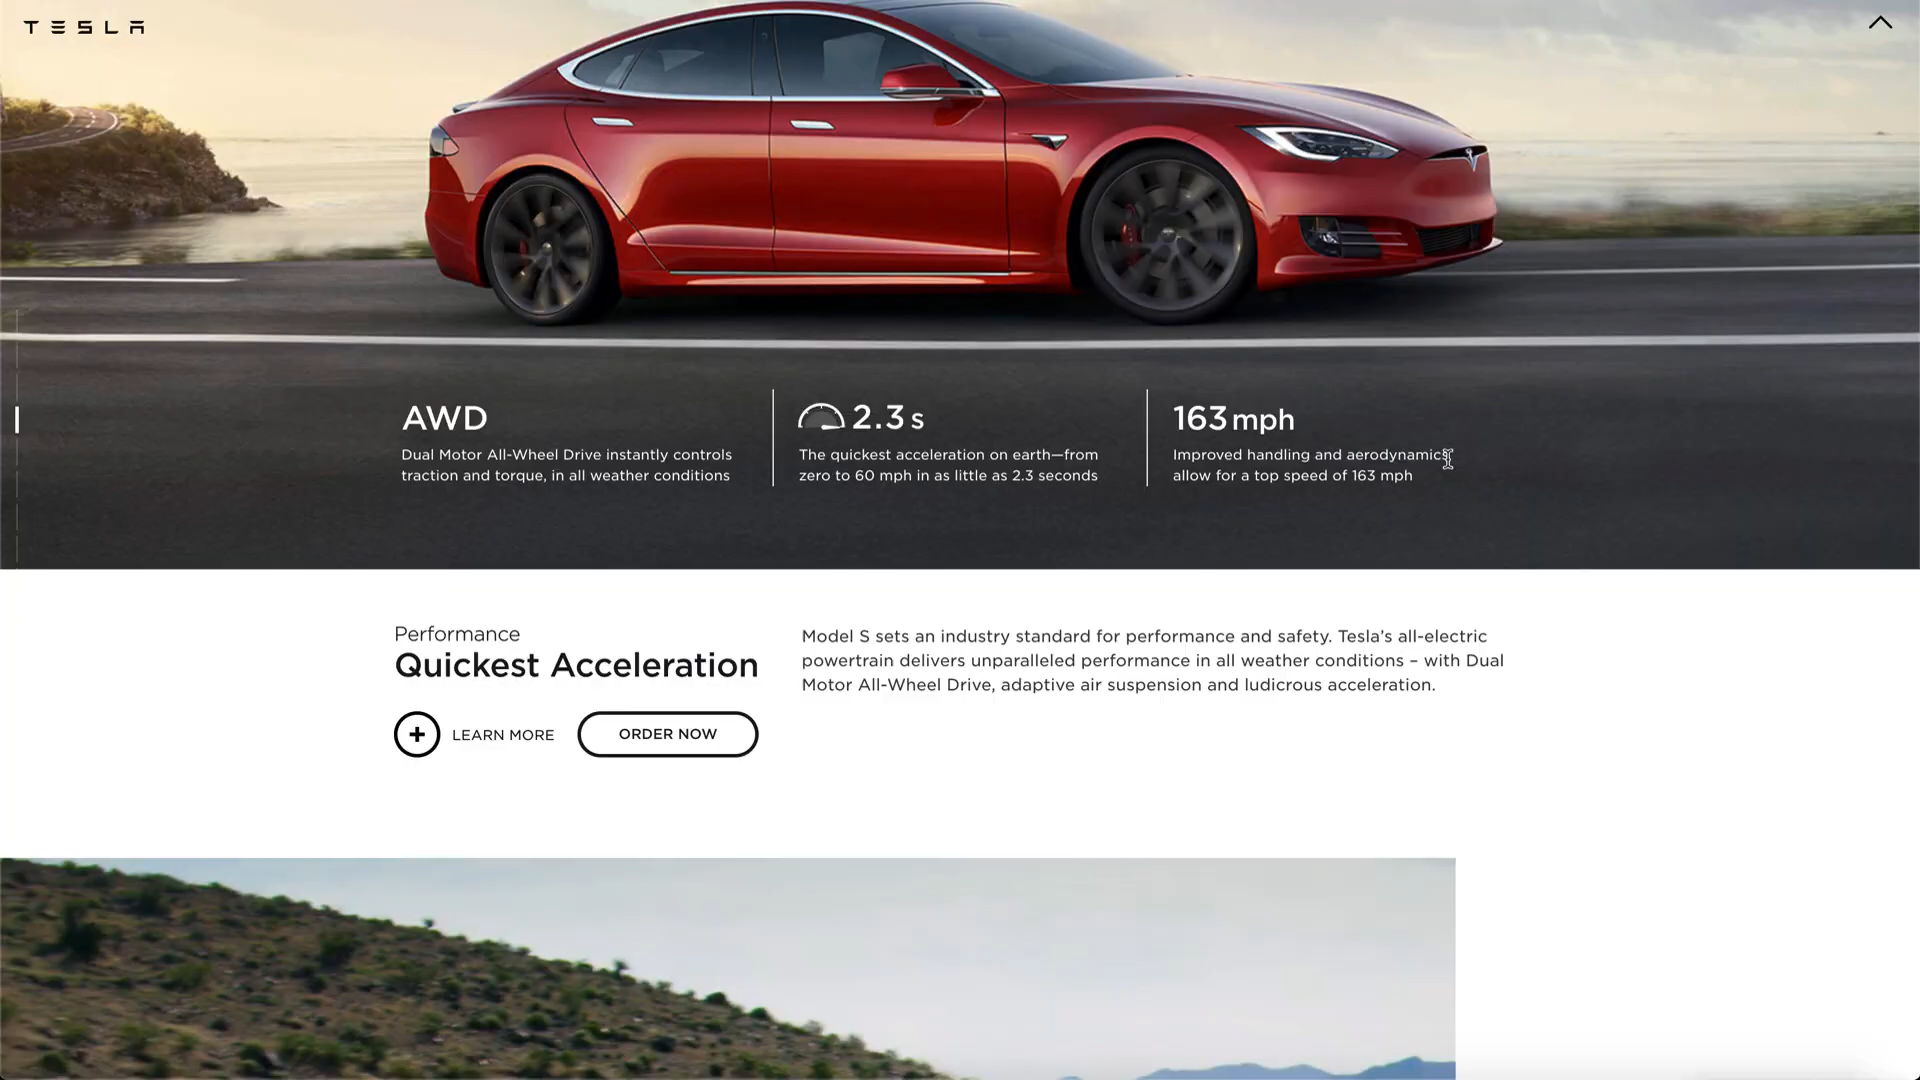 TESLA
AWD
Dual Motor All-Wheel Drive instantly controls
traction and torque, in all weather conditions
2.3 s
The quickest acceleration on earth—from
zero to 60 mph in as little as 2.3 seconds
163 mph
Improved handling and aerodynamics
allow for a top speed of 163 mph
Performance
Quickest Acceleration
LEARN MORE
ORDER NOW
Model S sets an industry standard for performance and safety. Tesla’s all-electric
powertrain delivers unparalleled performance in all weather conditions – with Dual
Motor All-Wheel Drive, adaptive air suspension and ludicrous acceleration.